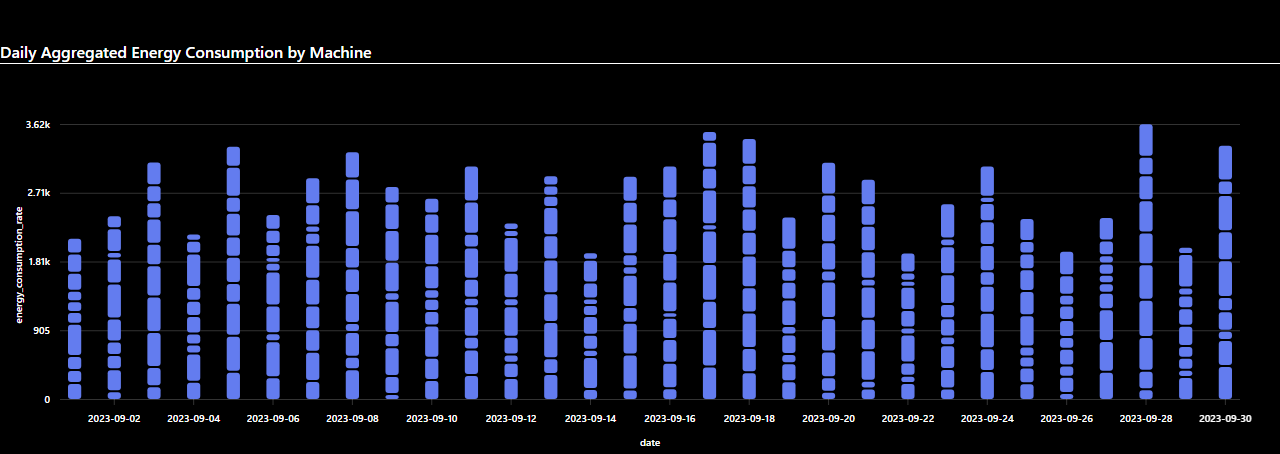 Daily Aggregated Energy Consumption by Machine
3.62k
2.71k
1.81k
905
0
energy_consumption_rate
2023-09-02 2023-09-04 2023-09-06 2023-09-08 2023-09-10 2023-09-12 2023-09-14 2023-09-16 2023-09-18 2023-09-20 2023-09-22 2023-09-24 2023-09-26 2023-09-28 2023-09-30
date